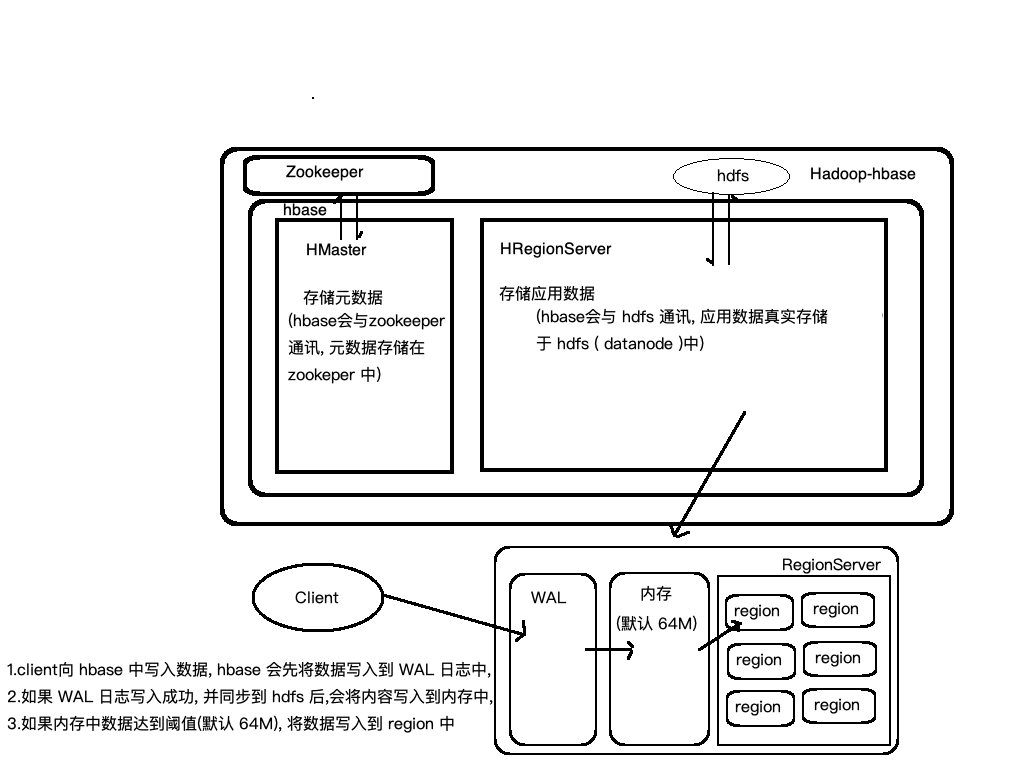 Zookeeper
hdfs
Hadoop-hbase
hbase
HMaster
存储元数据
(hbase会与zookeeper
通讯, 元数据存储在
zookeper 中)
HRegionServer
存储应用数据
(hbase会与 hdfs 通讯, 应用数据真实存储
于 hdfs ( datanode )中)
RegionServer
Client
WAL
内存
(默认 64M)
region
region
region
region
region
region
1.client向 hbase 中写入数据, hbase 会先将数据写入到 WAL 日志中,
2.如果 WAL 日志写入成功, 并同步到 hdfs 后,会将内容写入到内存中,
3.如果内存中数据达到阈值(默认 64M), 将数据写入到 region 中